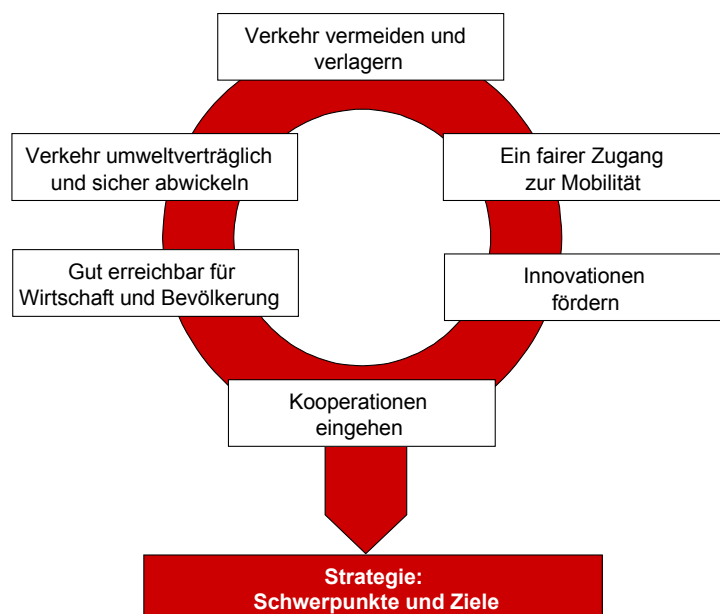 Verkehr vermeiden und
verlagern
Verkehr umweltverträglich
und sicher abwickeln
Ein fairer Zugang
zur Mobilität
Gut erreichbar für
Wirtschaft und Bevölkerung
Innovationen
fördern
Kooperationen
eingehen
Strategie:
Schwerpunkte und Ziele